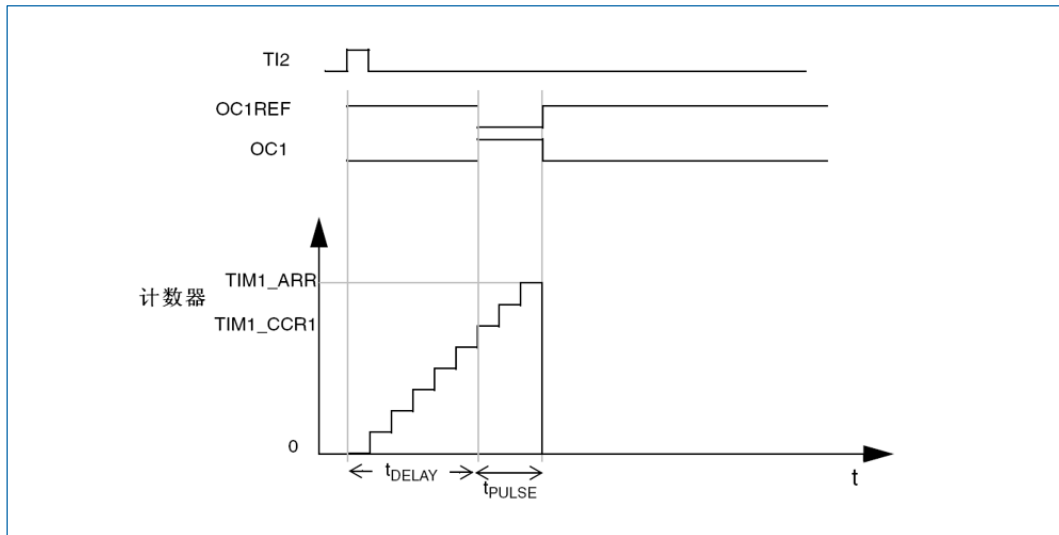 TI2
OC1REF
OC1
TIM1_ARR
计数器
TIM1_CCR1
0
tDELAY
tPULSE
t